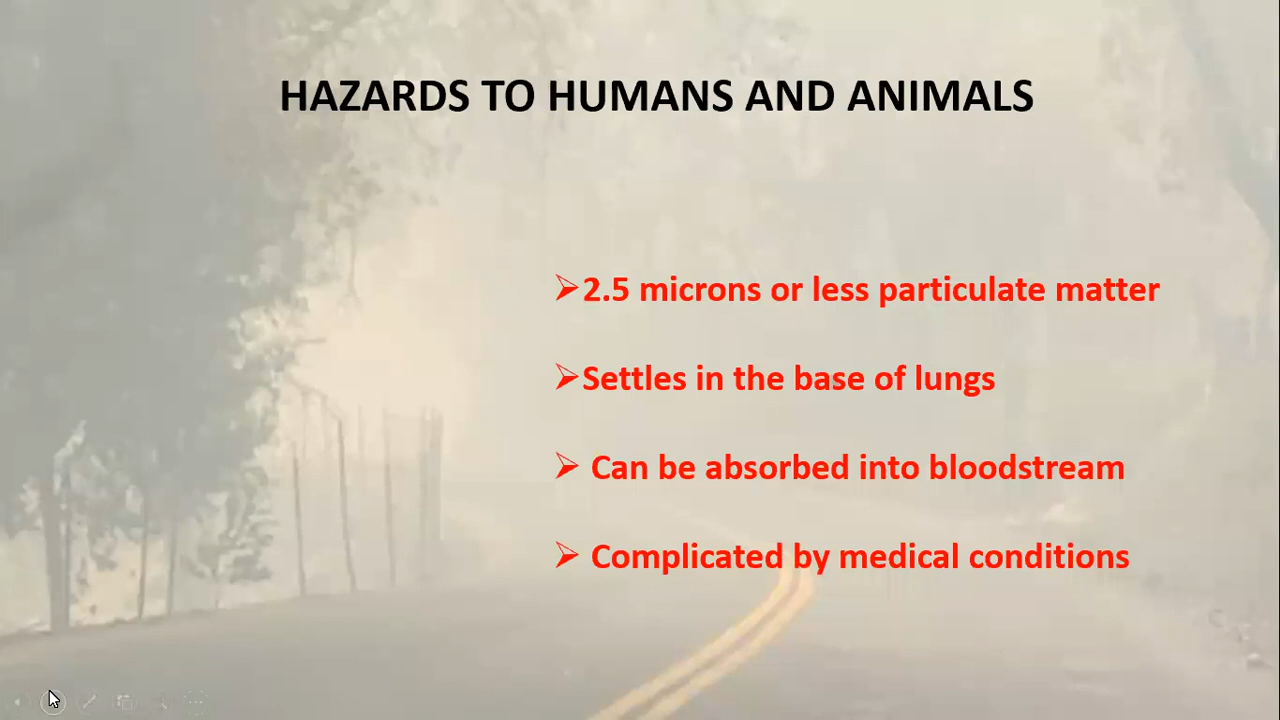 HAZARDS TO HUMANS AND ANIMALS
➢2.5 microns or less particulate matter
➢Settles in the base of lungs
➢ Can be absorbed into bloodstream
➢ Complicated by medical conditions